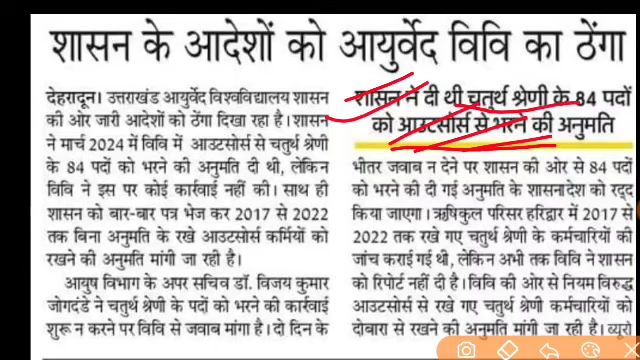 शासन के आदेशों को आयुर्वेद विवि का ठेंगा
देहरादून। उत्तराखंड आयुर्वेद विश्वविद्यालय शासन
की ओर जारी आदेशों को ठेंगा दिखा रहा है। शासन
ने मार्च 2024 में विवि में आउटसोर्स से चतुर्थ श्रेणी
के 84 पदों को भरने की अनुमति दी थी, लेकिन
विवि ने इस पर कोई कार्रवाई नहीं की। साथ ही
शासन को बार-बार पत्र भेज कर 2017 से 2022
तक बिना अनुमति के रखे आउटसोर्स कर्मियों को
रखने की अनुमति मांगी जा रही है।
आयुष विभाग के अपर सचिव डॉ. विजय कुमार
जोगदंडे ने चतुर्थ श्रेणी के पदों को भरने की कार्रवाई
शुरू न करने पर विवि से जवाब मांगा है। दो दिन के
शासन ने दी थी चतुर्थ श्रेणी के 84 पदों
को आउटसोर्स से भरने की अनुमति
भीतर जवाब न देने पर शासन की ओर से 84 पदों
को भरने की दी गई अनुमति के शासनादेश को रद्द
किया जाएगा। ऋषिकुल परिसर हरिद्वार में 2017 से
2022 तक रखे गए चतुर्थ श्रेणी के कर्मचारियों की
जांच कराई गई थी, लेकिन अभी तक विवि ने शासन
को रिपोर्ट नहीं दी है। विवि की ओर से नियम विरुद्ध
आउटसोर्स से रखे गए चतुर्थ श्रेणी कर्मचारियों को
दोबारा से रखने की अनुमति मांगी जा रही है। ब्यूरो